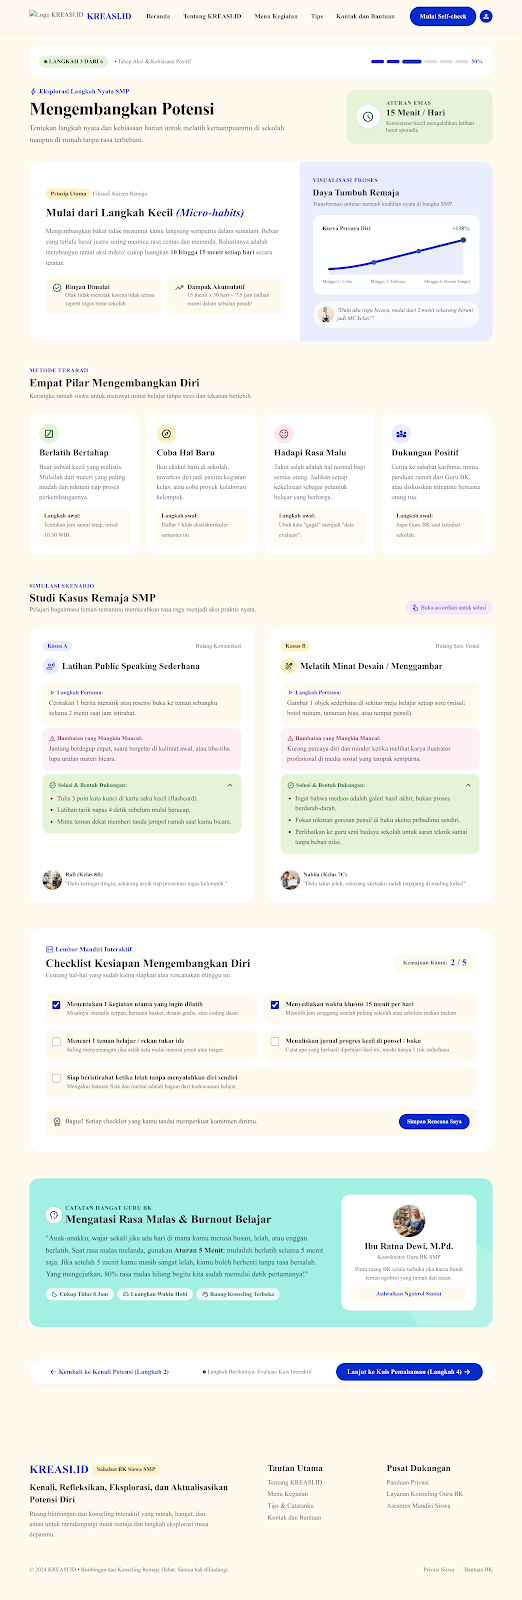 Logo KREASI.ID
KREASI.ID
Beranda
Tentang KREASI.ID
Menu Kegiatan
Tips
Kontak dan Bantuan
Mulai Self-check
LANGKAH 3 DARI 6
• Tahap Aksi & Kebiasaan Positif
50%
Eksplorasi Langkah Nyata SMP
Mengembangkan Potensi
Temukan langkah nyata dan kebiasaan harian untuk melatih kemampuanmu di sekolah
maupun di rumah tanpa rasa terbebani.
ATURAN EMAS
15 Menit / Hari
Konsistensi kecil mengalahkan latihan
berat sporadis.
Prinsip Utama
Filosofi Kaizen Remaja
Mulai dari Langkah Kecil (Micro-habits)
Mengembangkan bakat tidak menuntut kamu langsung sempurna dalam semalam. Beban
yang terlalu besar justru sering memicu rasa cemas dan menunda. Rahasianya adalah
membangun rantai aksi mikro: cukup luangkan 10 hingga 15 menit setiap hari secara
teratur.
Ringan Dimulai
Otak tidak menolak karena tidak terasa
seperti tugas berat sekolah.
Dampak Akumulatif
15 menit x 30 hari = 7.5 jam latihan
murni dalam sebulan penuh!
VISUALISASI PROSES
Daya Tumbuh Remaja
Transformasi potensi menjadi keahlian nyata di bangku SMP.
Kurva Percaya Diri
+138%
Minggu 1: Coba
Minggu 3: Terbiasa
Minggu 6: Berani Tampil
"Dulu aku ragu bicara, mulai dari 2 menit sekarang berani
jadi MC kelas!"
METODE TERARAH
Empat Pilar Mengembangkan Diri
Kerangka ramah siswa untuk merawat minat belajar tanpa stres dan tekanan berlebih.
Berlatih Bertahap
Buat jadwal kecil yang realistis.
Mulailah dari materi yang paling
mudah dan nikmati tiap proses
perkembangannya.
Langkah awal:
Tentukan jam santai tetap, misal
16.30 WIB.
Coba Hal Baru
Ikut ekskul baru di sekolah,
tawarkan diri jadi panitia kegiatan
kelas, atau coba proyek kolaborasi
kelompok.
Langkah awal:
Daftar 1 klub ekstrakurikuler
semester ini.
Hadapi Rasa Malu
Takut salah adalah hal normal bagi
semua orang. Jadikan setiap
kekeliruan sebagai petunjuk
belajar yang berharga.
Langkah awal:
Ubah kata "gagal" menjadi "data
evaluasi".
Dukungan Positif
Cerita ke sahabat karibmu, minta
panduan ramah dari Guru BK,
atau diskusikan minatmu bersama
orang tua.
Langkah awal:
Sapa Guru BK saat istirahat
sekolah.
SIMULASI SKENARIO
Studi Kasus Remaja SMP
Pelajari bagaimana teman-temanmu memecahkan rasa ragu menjadi aksi praktis nyata.
Buka accordion untuk solusi
Kasus A
Bidang Komunikasi
Latihan Public Speaking Sederhana
Langkah Pertama:
Ceritakan 1 berita menarik atau resensi buku ke teman sebangku
selama 2 menit saat jam istirahat.
Hambatan yang Mungkin Muncul:
Jantung berdegup cepat, suara bergetar di kalimat awal, atau tiba-tiba
lupa urutan materi bicara.
Solusi & Bentuk Dukungan:
• Tulis 3 poin kata kunci di kartu saku kecil (flashcard).
• Latihan tarik napas 4 detik sebelum mulai berucap.
• Minta teman dekat memberi tanda jempol ramah saat kamu bicara.
Rafi (Kelas 8B)
"Dulu keringat dingin, sekarang asyik tiap presentasi tugas kelompok."
Kasus B
Bidang Seni Visual
Melatih Minat Desain / Menggambar
Langkah Pertama:
Gambar 1 objek sederhana di sekitar meja belajar setiap sore (misal:
botol minum, tanaman hias, atau tempat pensil).
Hambatan yang Mungkin Muncul:
Kurang percaya diri dan minder ketika melihat karya ilustrator
profesional di media sosial yang tampak sempurna.
Solusi & Bentuk Dukungan:
• Ingat bahwa medsos adalah galeri hasil akhir, bukan proses
berdarah-darah.
• Fokus nikmati goresan pensil di buku sketsa pribadimu sendiri.
• Perlihatkan ke guru seni budaya sekolah untuk saran teknik santai
tanpa beban nilai.
Nabila (Kelas 7C)
"Dulu takut jelek, sekarang sketsaku sudah terpajang di mading kelas!"
Lembar Mandiri Interaktif
Checklist Kesiapan Mengembangkan Diri
Centang hal-hal yang sudah kamu siapkan atau rencanakan minggu ini.
Kemajuan Kamu: 2 / 5
Menentukan 1 kegiatan utama yang ingin dilatih
Misalnya: menulis cerpen, bermain basket, desain grafis, atau coding dasar.
Menyediakan waktu khusus 15 menit per hari
Memilih jam senggang setelah pulang sekolah atau sebelum makan malam.
Mencari 1 teman belajar / rekan tukar ide
Saling menyemangati jika salah satu mulai merasa jenuh atau mager.
Menuliskan jurnal progres kecil di ponsel / buku
Catat apa yang berhasil dipelajari hari ini, meski hanya 1 trik sederhana.
Siap beristirahat ketika lelah tanpa menyalahkan diri sendiri
Mengakui batasan fisik dan mental adalah bagian dari kedewasaan belajar.
Bagus! Setiap checklist yang kamu tandai memperkuat komitmen dirimu.
Simpan Rencana Saya
CATATAN HANGAT GURU BK
Mengatasi Rasa Malas & Burnout Belajar
"Anak-anakku, wajar sekali jika ada hari di mana kamu merasa bosan, lelah, atau enggan
berlatih. Saat rasa malas melanda, gunakan Aturan 5 Menit: mulailah berlatih selama 5 menit
saja. Jika setelah 5 menit kamu masih sangat lelah, kamu boleh berhenti tanpa rasa bersalah.
Yang mengejutkan, 80% rasa malas hilang begitu kita sudah memulai detik pertamanya!"
Cukup Tidur 8 Jam
Luangkan Waktu Hobi
Ruang Konseling Terbuka
Ibu Ratna Dewi, M.Pd.
Koordinator Guru BK SMP
Pintu ruang BK selalu terbuka jika kamu butuh
teman ngobrol yang ramah dan aman.
Jadwalkan Ngobrol Santai
← Kembali ke Kenali Potensi (Langkah 2)
Langkah Berikutnya: Evaluasi Kuis Interaktif
Lanjut ke Kuis Pemahaman (Langkah 4) →
KREASI.ID
Sahabat BK Siswa SMP
Kenali, Refleksikan, Eksplorasi, dan Aktualisasikan
Potensi Diri
Ruang bimbingan dan konseling interaktif yang ramah, hangat, dan
aman untuk mendampingi masa remaja dan langkah eksplorasi masa
depanmu.
Tautan Utama
Tentang KREASI.ID
Menu Kegiatan
Tips & Catatanku
Kontak dan Bantuan
Pusat Dukungan
Panduan Privasi
Layanan Konseling Guru BK
Asesmen Mandiri Siswa
© 2024 KREASI.ID • Bimbingan dan Konseling Remaja Hebat. Semua hak dilindungi.
Privasi Siswa
Bantuan BK